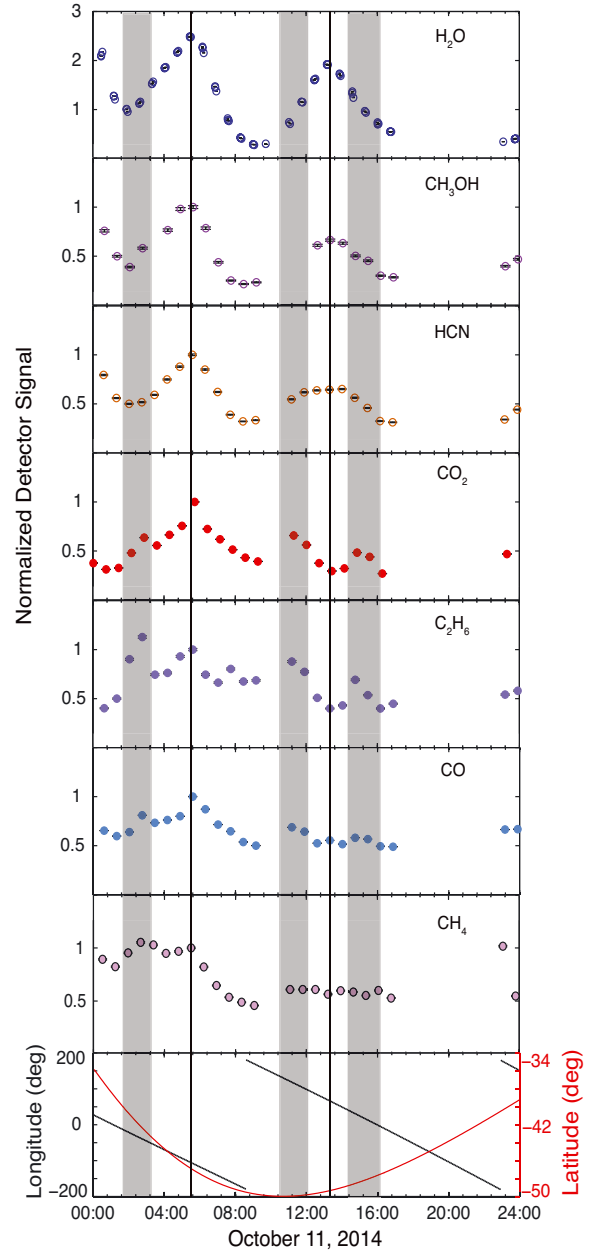 3
H₂O
2
1
CH₃OH
1
0.5
HCN
1
0.5
CO₂
1
0.5
C₂H₆
1
0.5
CO
1
0.5
CH₄
1
0.5
Normalized Detector Signal
200
0
−200
Longitude (deg)
−34
−42
−50
Latitude (deg)
00:00 04:00 08:00 12:00 16:00 20:00 24:00
October 11, 2014